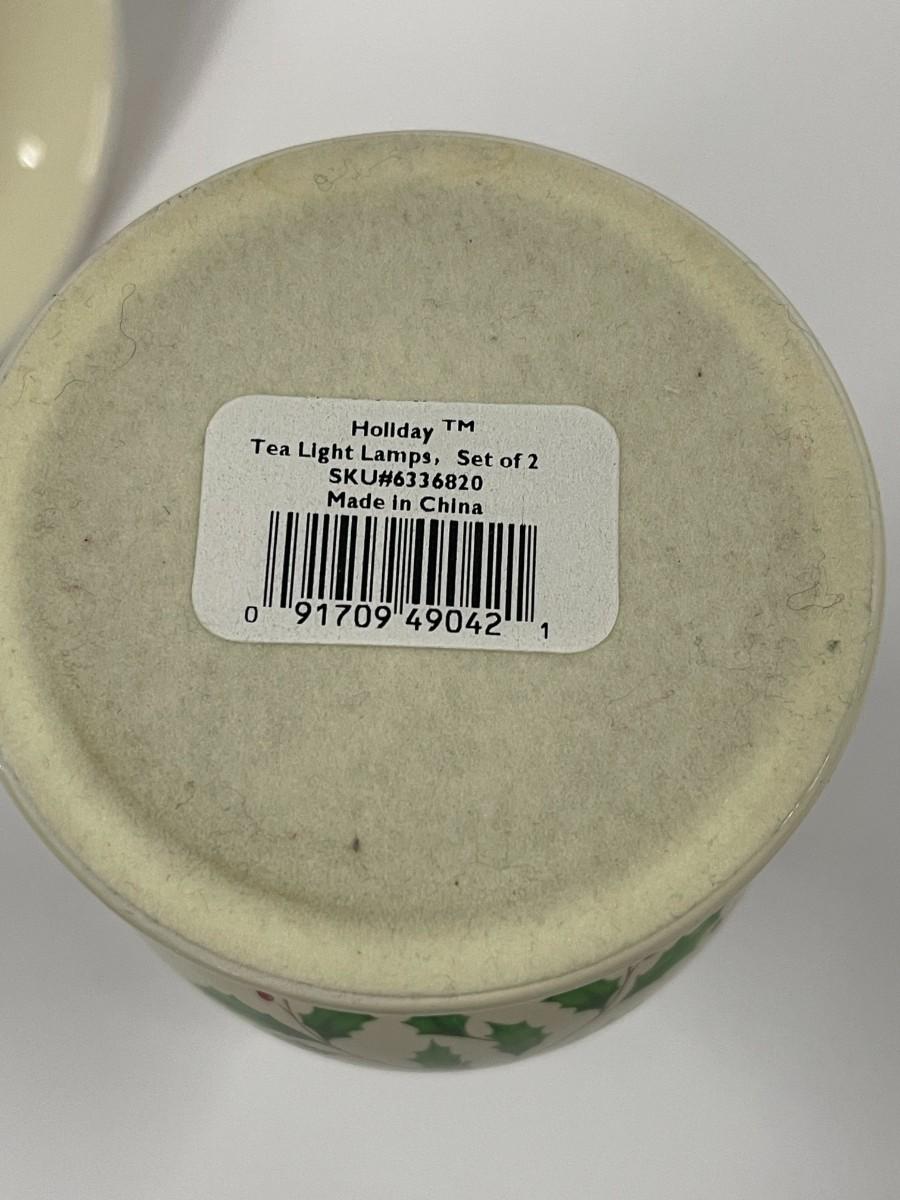 Holiday ™
Tea Light Lamps, Set of 2
SKU#6336820
Made in China
0 91709 49042 1